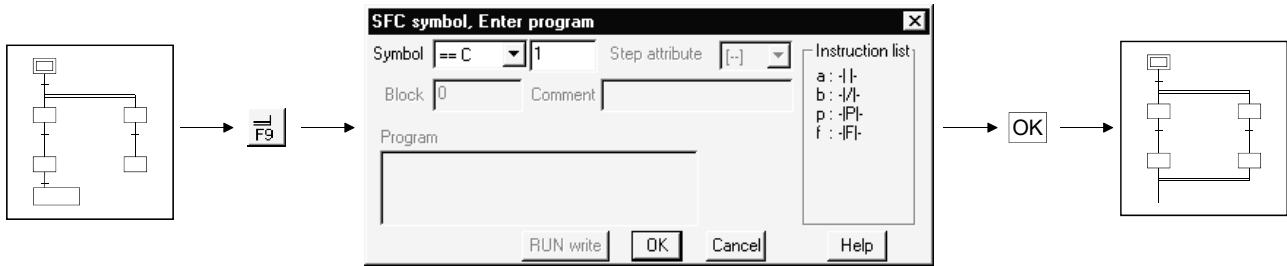 F9
SFC symbol, Enter program
Symbol == C 1 Step attribute [--]
Block 0 Comment
Program
Instruction list
a : -| |-
b : -|/|-
p : -|P|-
f : -|F|-
RUN write OK Cancel Help
OK